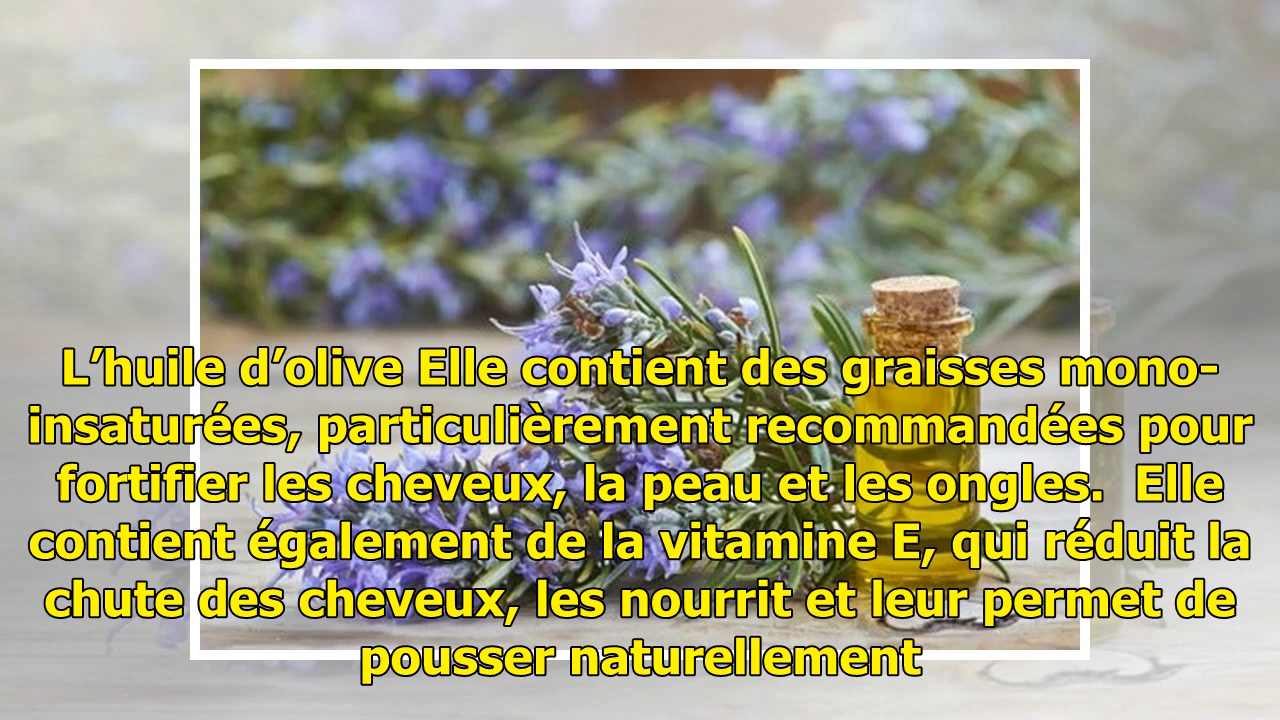 L’huile d’olive Elle contient des graisses mono-
insaturées, particulièrement recommandées pour
fortifier les cheveux, la peau et les ongles.  Elle
contient également de la vitamine E, qui réduit la
chute des cheveux, les nourrit et leur permet de
pousser naturellement